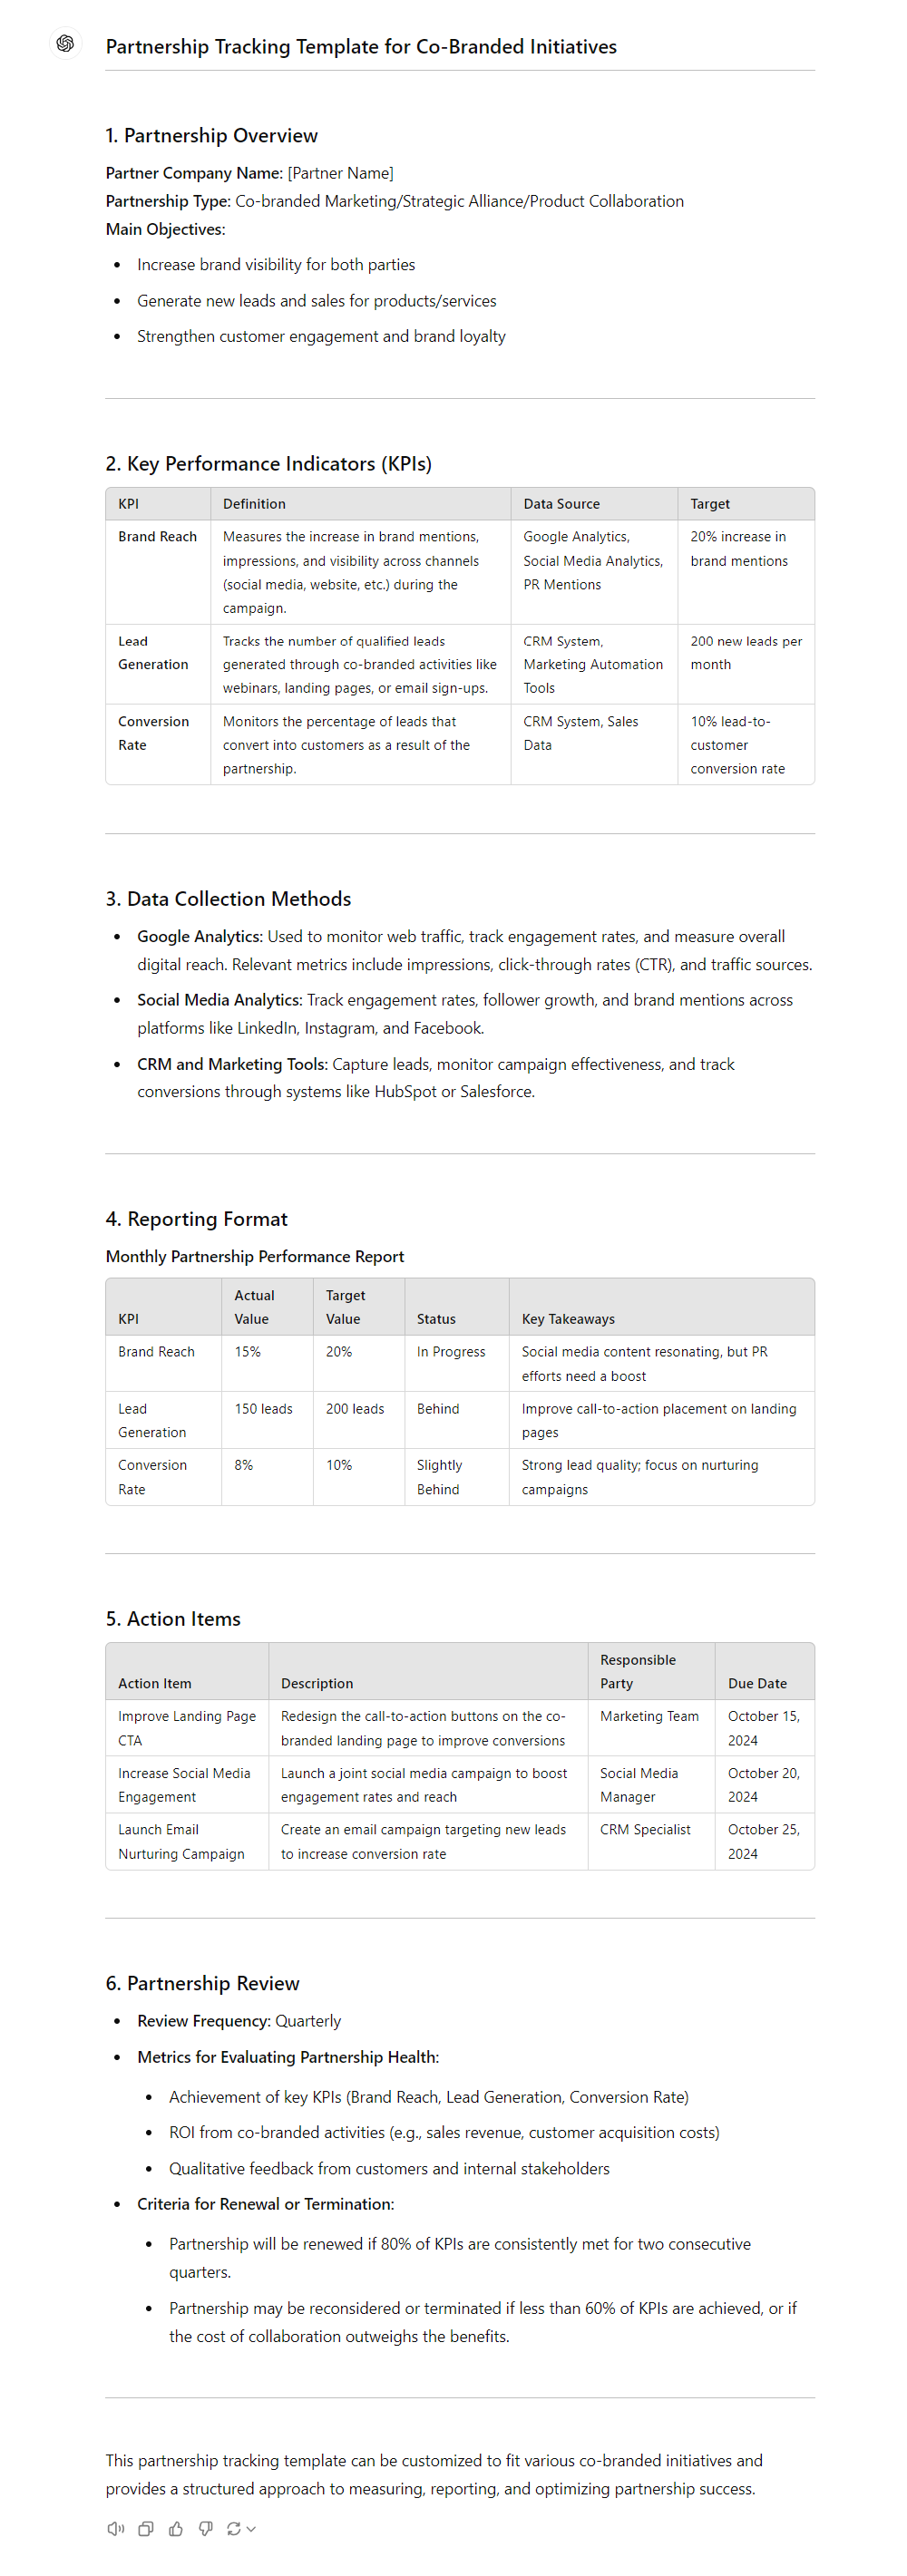 Partnership Tracking Template for Co-Branded Initiatives
1. Partnership Overview
Partner Company Name: [Partner Name]
Partnership Type: Co-branded Marketing/Strategic Alliance/Product Collaboration
Main Objectives:
• Increase brand visibility for both parties
• Generate new leads and sales for products/services
• Strengthen customer engagement and brand loyalty
2. Key Performance Indicators (KPIs)
KPI Definition Data Source Target
Brand Reach Measures the increase in brand mentions, Google Analytics, 20% increase in
impressions, and visibility across channels Social Media Analytics, brand mentions
(social media, website, etc.) during the PR Mentions
campaign.
Lead Tracks the number of qualified leads CRM System, 200 new leads per
Generation generated through co-branded activities like Marketing Automation month
webinars, landing pages, or email sign-ups. Tools
Conversion Monitors the percentage of leads that CRM System, Sales 10% lead-to-
Rate convert into customers as a result of the Data customer
partnership. conversion rate
3. Data Collection Methods
• Google Analytics: Used to monitor web traffic, track engagement rates, and measure overall
digital reach. Relevant metrics include impressions, click-through rates (CTR), and traffic sources.
• Social Media Analytics: Track engagement rates, follower growth, and brand mentions across
platforms like LinkedIn, Instagram, and Facebook.
• CRM and Marketing Tools: Capture leads, monitor campaign effectiveness, and track
conversions through systems like HubSpot or Salesforce.
4. Reporting Format
Monthly Partnership Performance Report
Actual Target
KPI Value Value Status Key Takeaways
Brand Reach 15% 20% In Progress Social media content resonating, but PR
efforts need a boost
Lead 150 leads 200 leads Behind Improve call-to-action placement on landing
Generation pages
Conversion 8% 10% Slightly Strong lead quality; focus on nurturing
Rate Behind campaigns
5. Action Items
Responsible
Action Item Description Party Due Date
Improve Landing Page Redesign the call-to-action buttons on the co- Marketing Team October 15,
CTA branded landing page to improve conversions 2024
Increase Social Media Launch a joint social media campaign to boost Social Media October 20,
Engagement engagement rates and reach Manager 2024
Launch Email Create an email campaign targeting new leads CRM Specialist October 25,
Nurturing Campaign to increase conversion rate 2024
6. Partnership Review
• Review Frequency: Quarterly
• Metrics for Evaluating Partnership Health:
• Achievement of key KPIs (Brand Reach, Lead Generation, Conversion Rate)
• ROI from co-branded activities (e.g., sales revenue, customer acquisition costs)
• Qualitative feedback from customers and internal stakeholders
• Criteria for Renewal or Termination:
• Partnership will be renewed if 80% of KPIs are consistently met for two consecutive
quarters.
• Partnership may be reconsidered or terminated if less than 60% of KPIs are achieved, or if
the cost of collaboration outweighs the benefits.
This partnership tracking template can be customized to fit various co-branded initiatives and
provides a structured approach to measuring, reporting, and optimizing partnership success.